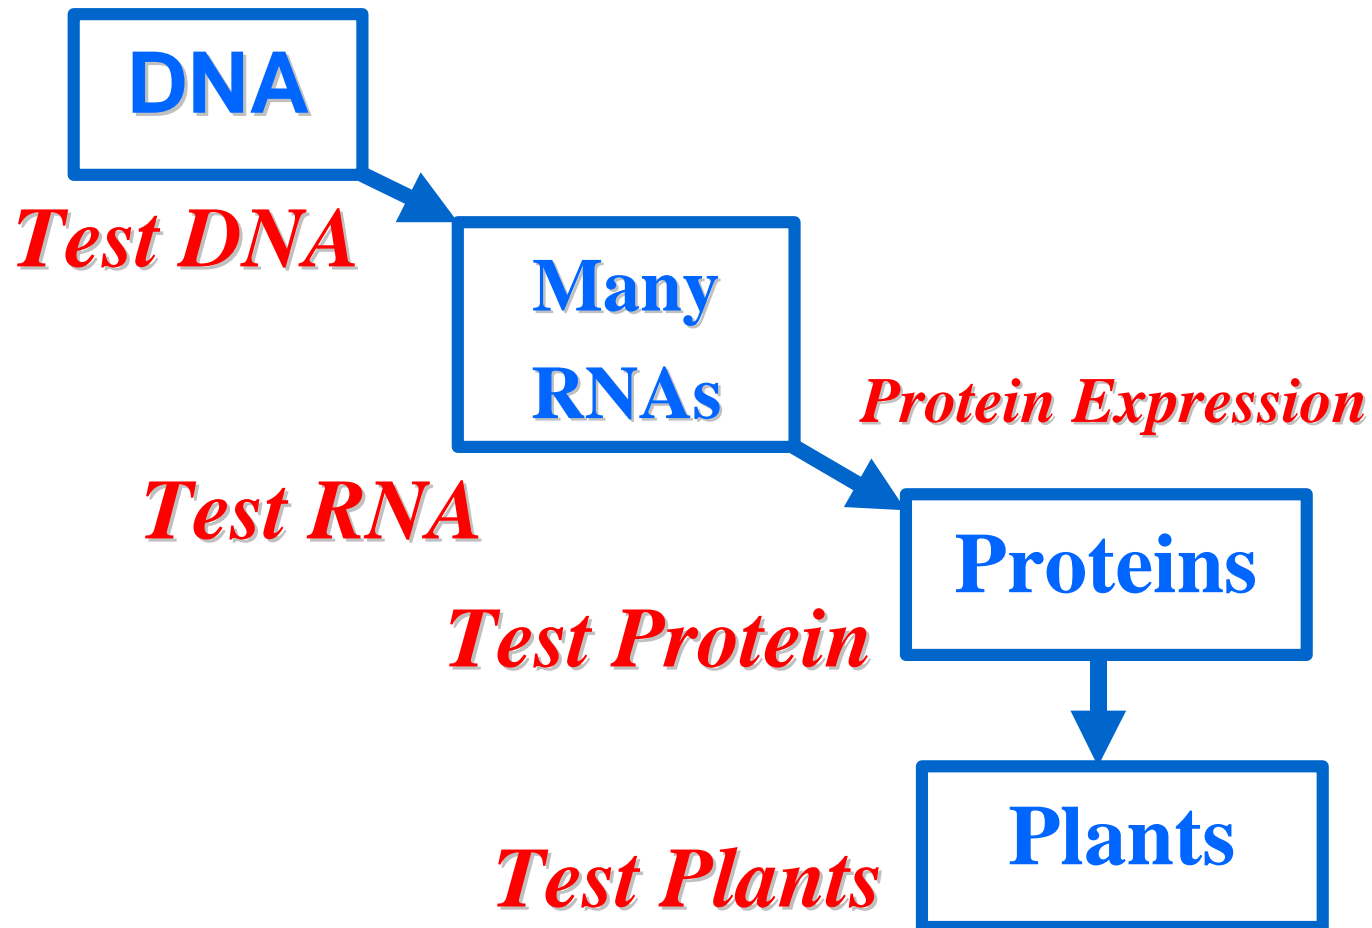 DNA
Test DNA
Many
RNAs
Protein Expression
Test RNA
Proteins
Test Protein
Plants
Test Plants